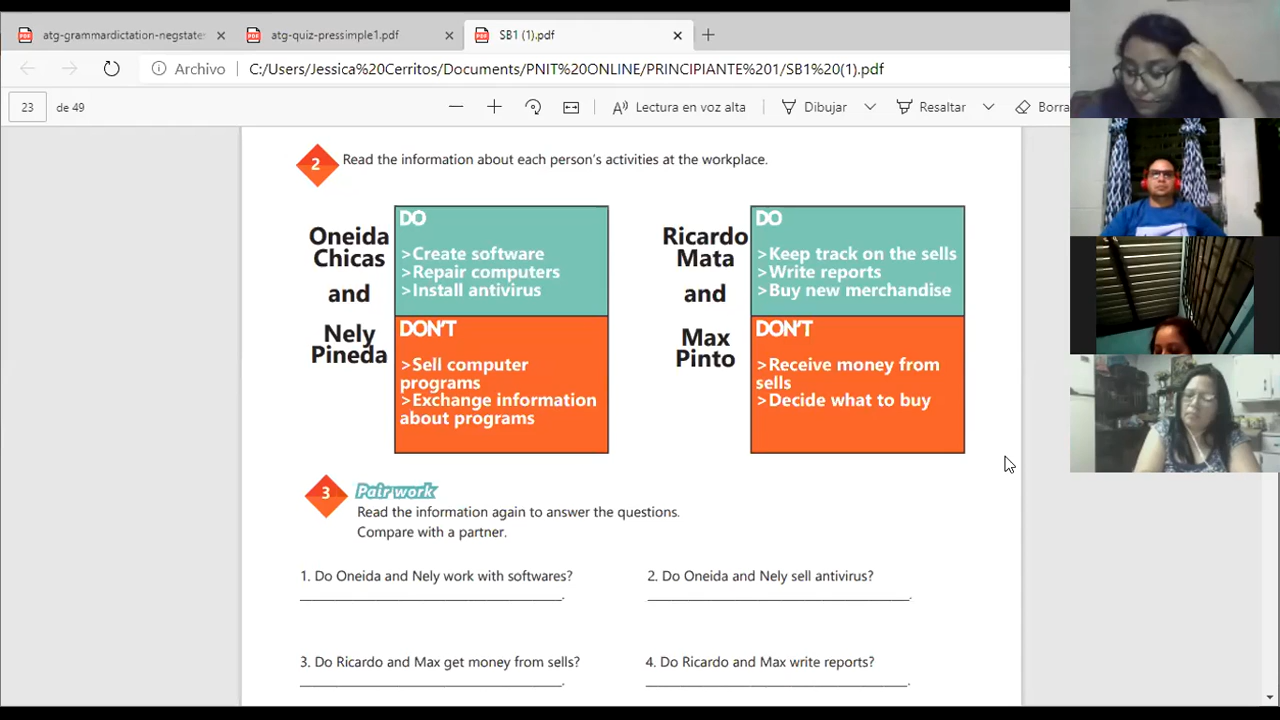 atg-grammardictation-negstate
atg-quiz-pressimple1.pdf
SB1 (1).pdf
Archivo
C:/Users/Jessica%20Cerritos/Documents/PNIT%20ONLINE/PRINCIPIANTE%201/SB1%20(1).pdf
23
de 49
Lectura en voz alta
Dibujar
Resaltar
Borra
2
Read the information about each person's activities at the workplace.
Oneida
Chicas
and
Nely
Pineda
DO
>Create software
>Repair computers
>Install antivirus
DON'T
>Sell computer
programs
>Exchange information
about programs
Ricardo
Mata
and
Max
Pinto
DO
>Keep track on the sells
>Write reports
>Buy new merchandise
DON'T
>Receive money from
sells
>Decide what to buy
3
Pair work
Read the information again to answer the questions.
Compare with a partner.
1. Do Oneida and Nely work with softwares?
2. Do Oneida and Nely sell antivirus?
3. Do Ricardo and Max get money from sells?
4. Do Ricardo and Max write reports?